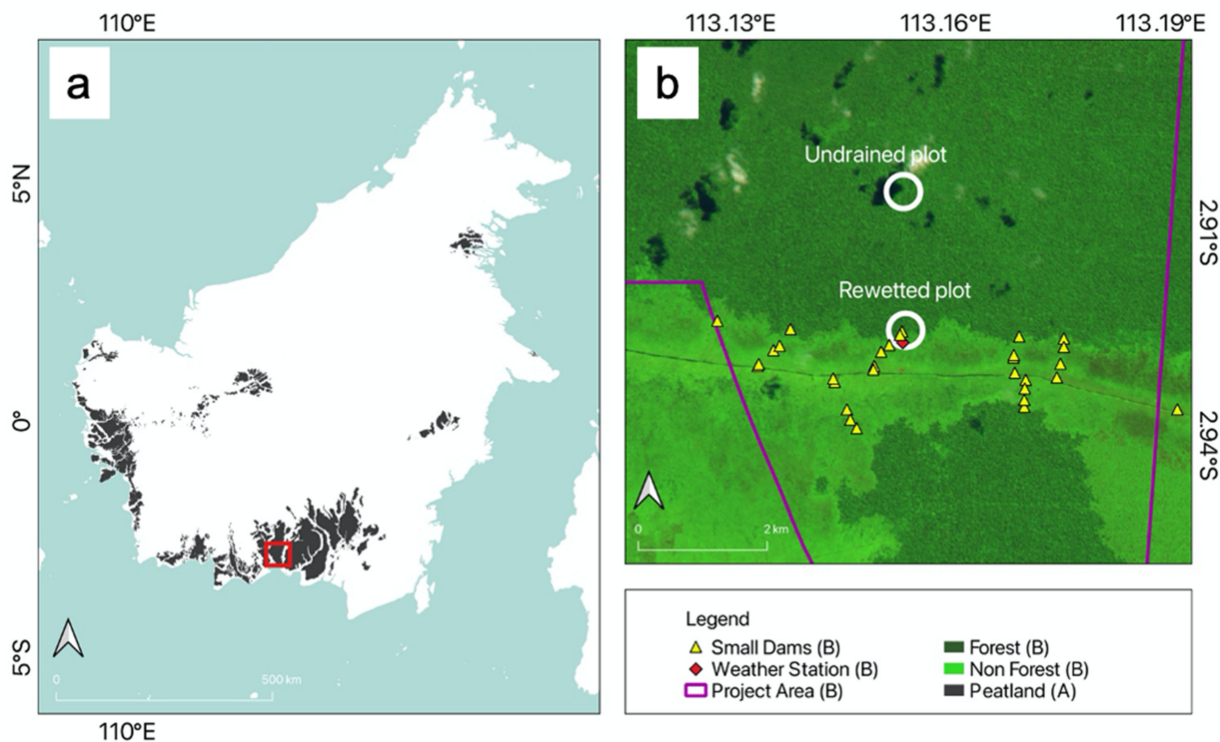 110°E
113.13°E 113.16°E 113.19°E
a
b
5°N
0°
5°S
Undrained plot
Rewetted plot
2.91°S
2.94°S
0 500 km
0 2 km
110°E
Legend
Small Dams (B)
Weather Station (B)
Project Area (B)
Forest (B)
Non Forest (B)
Peatland (A)